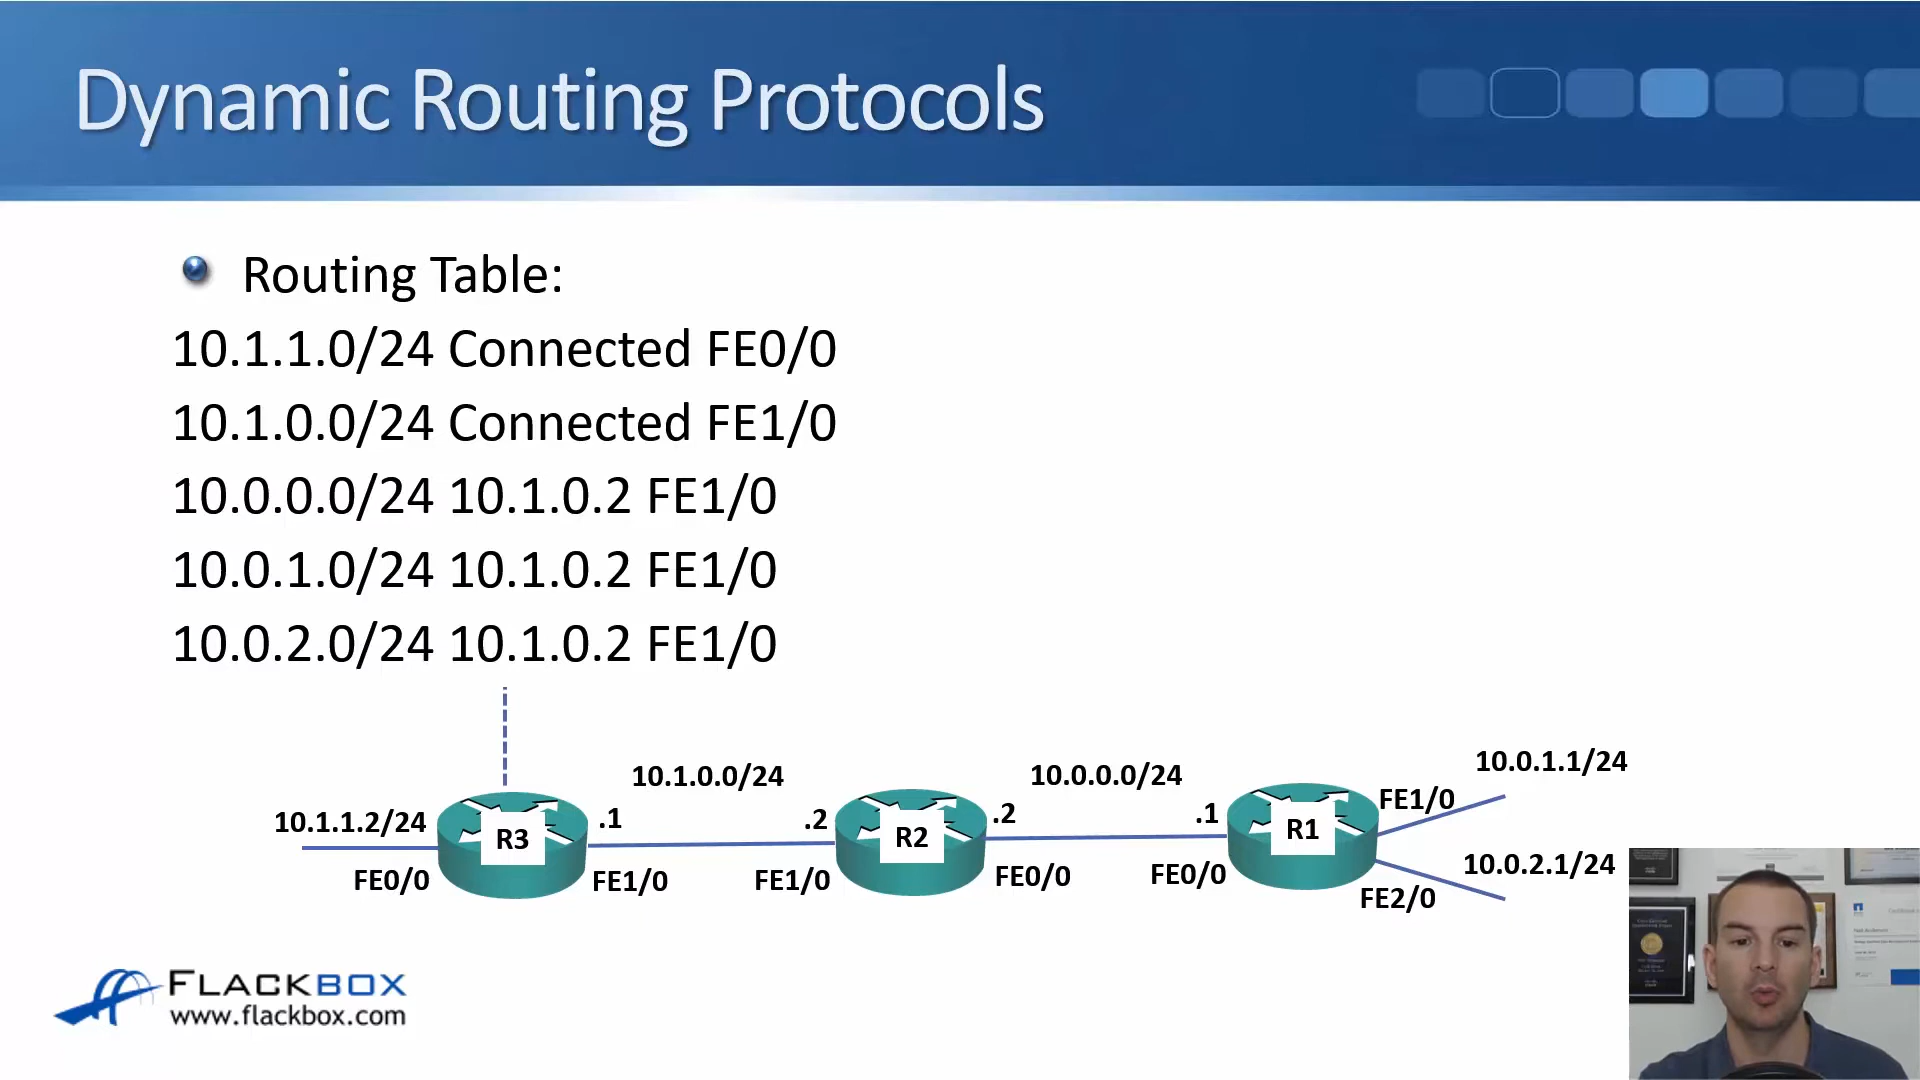 Dynamic Routing Protocols
Routing Table:
10.1.1.0/24 Connected FE0/0
10.1.0.0/24 Connected FE1/0
10.0.0.0/24 10.1.0.2 FE1/0
10.0.1.0/24 10.1.0.2 FE1/0
10.0.2.0/24 10.1.0.2 FE1/0
10.1.1.2/24
FE0/0
R3
.1
FE1/0
10.1.0.0/24
.2
FE1/0
R2
.2
FE0/0
10.0.0.0/24
.1
FE0/0
R1
FE1/0
10.0.1.1/24
FE2/0
10.0.2.1/24
FLACKBOX
www.flackbox.com